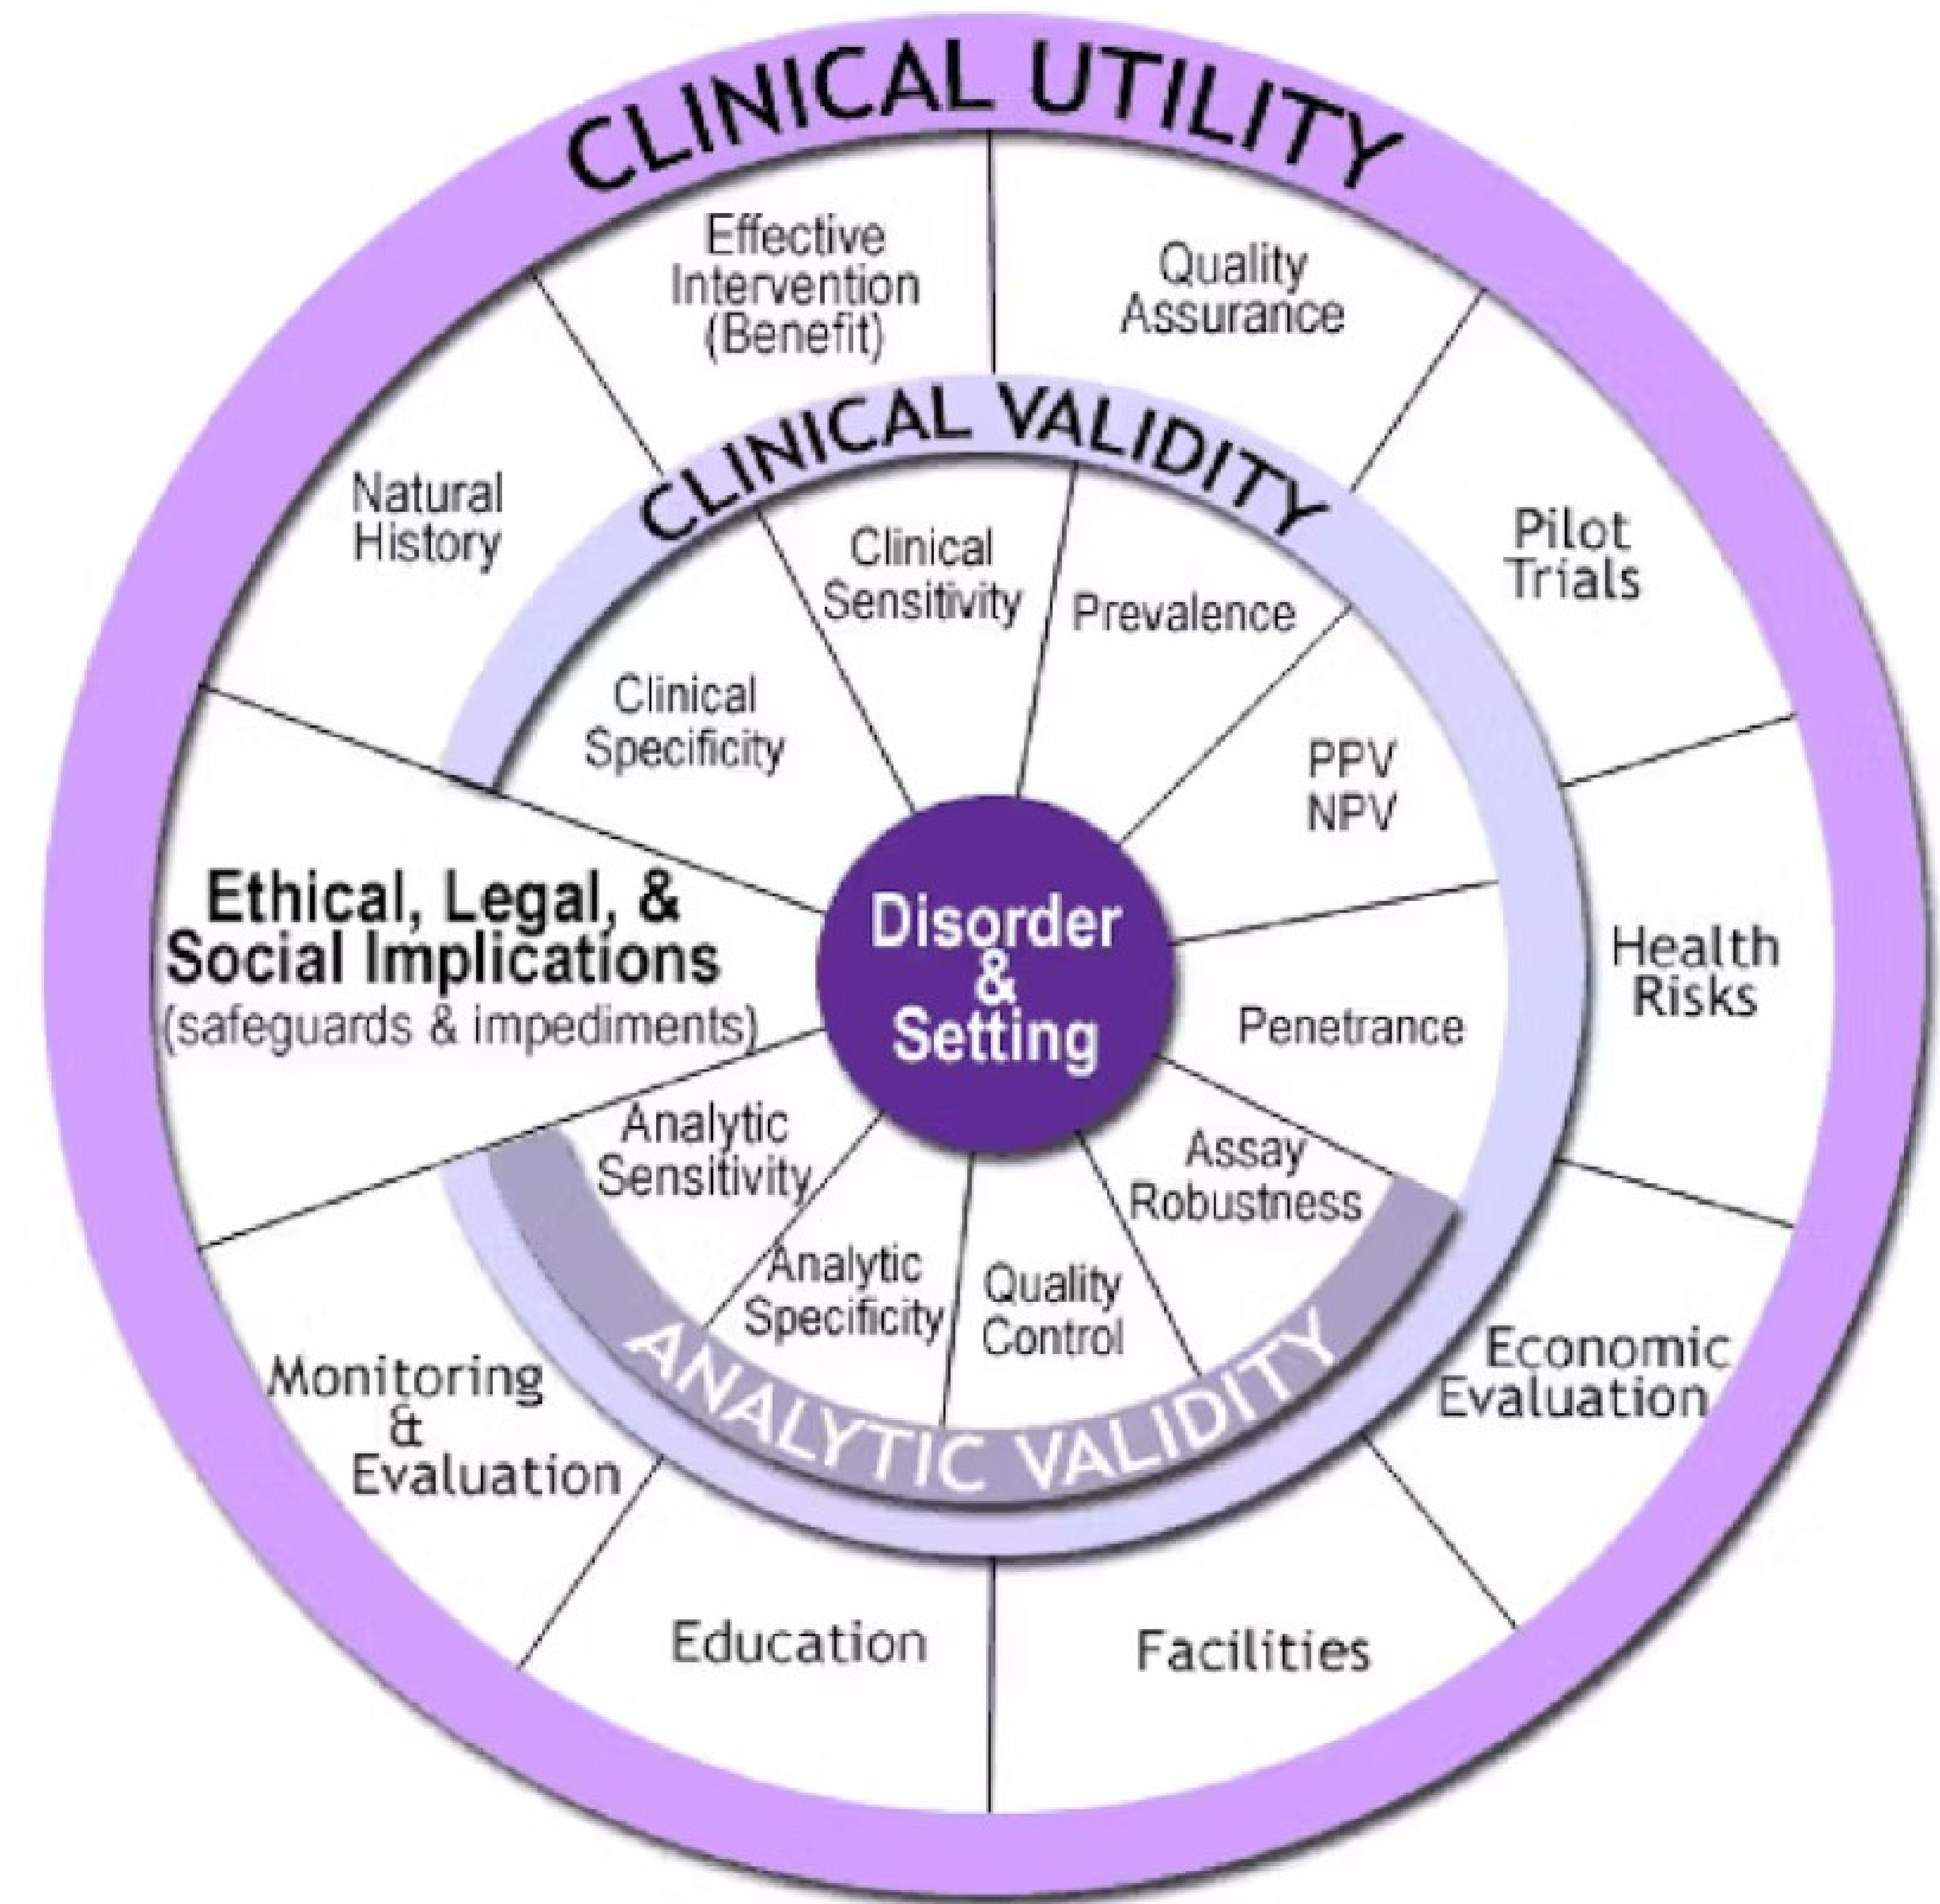 CLINICAL UTILITY
Effective
Intervention
(Benefit)
Quality
Assurance
Natural
History
Pilot
Trials
CLINICAL VALIDITY
Clinical
Sensitivity
Prevalence
Clinical
Specificity
PPV
NPV
Ethical, Legal, &
Social Implications
(safeguards & impediments)
Disorder
&
Setting
Health
Risks
Penetrance
Analytic
Sensitivity
Assay
Robustness
Analytic
Specificity
Quality
Control
ANALYTIC VALIDITY
Monitoring
&
Evaluation
Economic
Evaluation
Education
Facilities